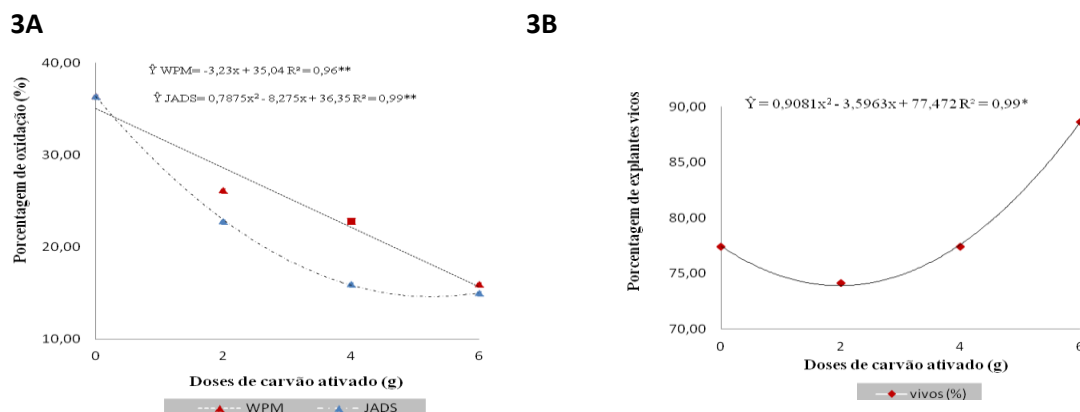 3A
3B
Ŷ WPM= -3,23x + 35,04 R² = 0,96**
Ŷ JADS= 0,7875x² - 8,275x + 36,35 R² = 0,99**
Porcentagem de oxidação (%)
40,00
30,00
20,00
10,00
0
2
4
6
Doses de carvão ativado (g)
WPM
JADS
Ŷ = 0,9081x² - 3,5963x + 77,472 R² = 0,99*
Porcentagem de explantes vicos
90,00
85,00
80,00
75,00
70,00
0
2
4
6
Doses de carvão ativado (g)
vivos (%)